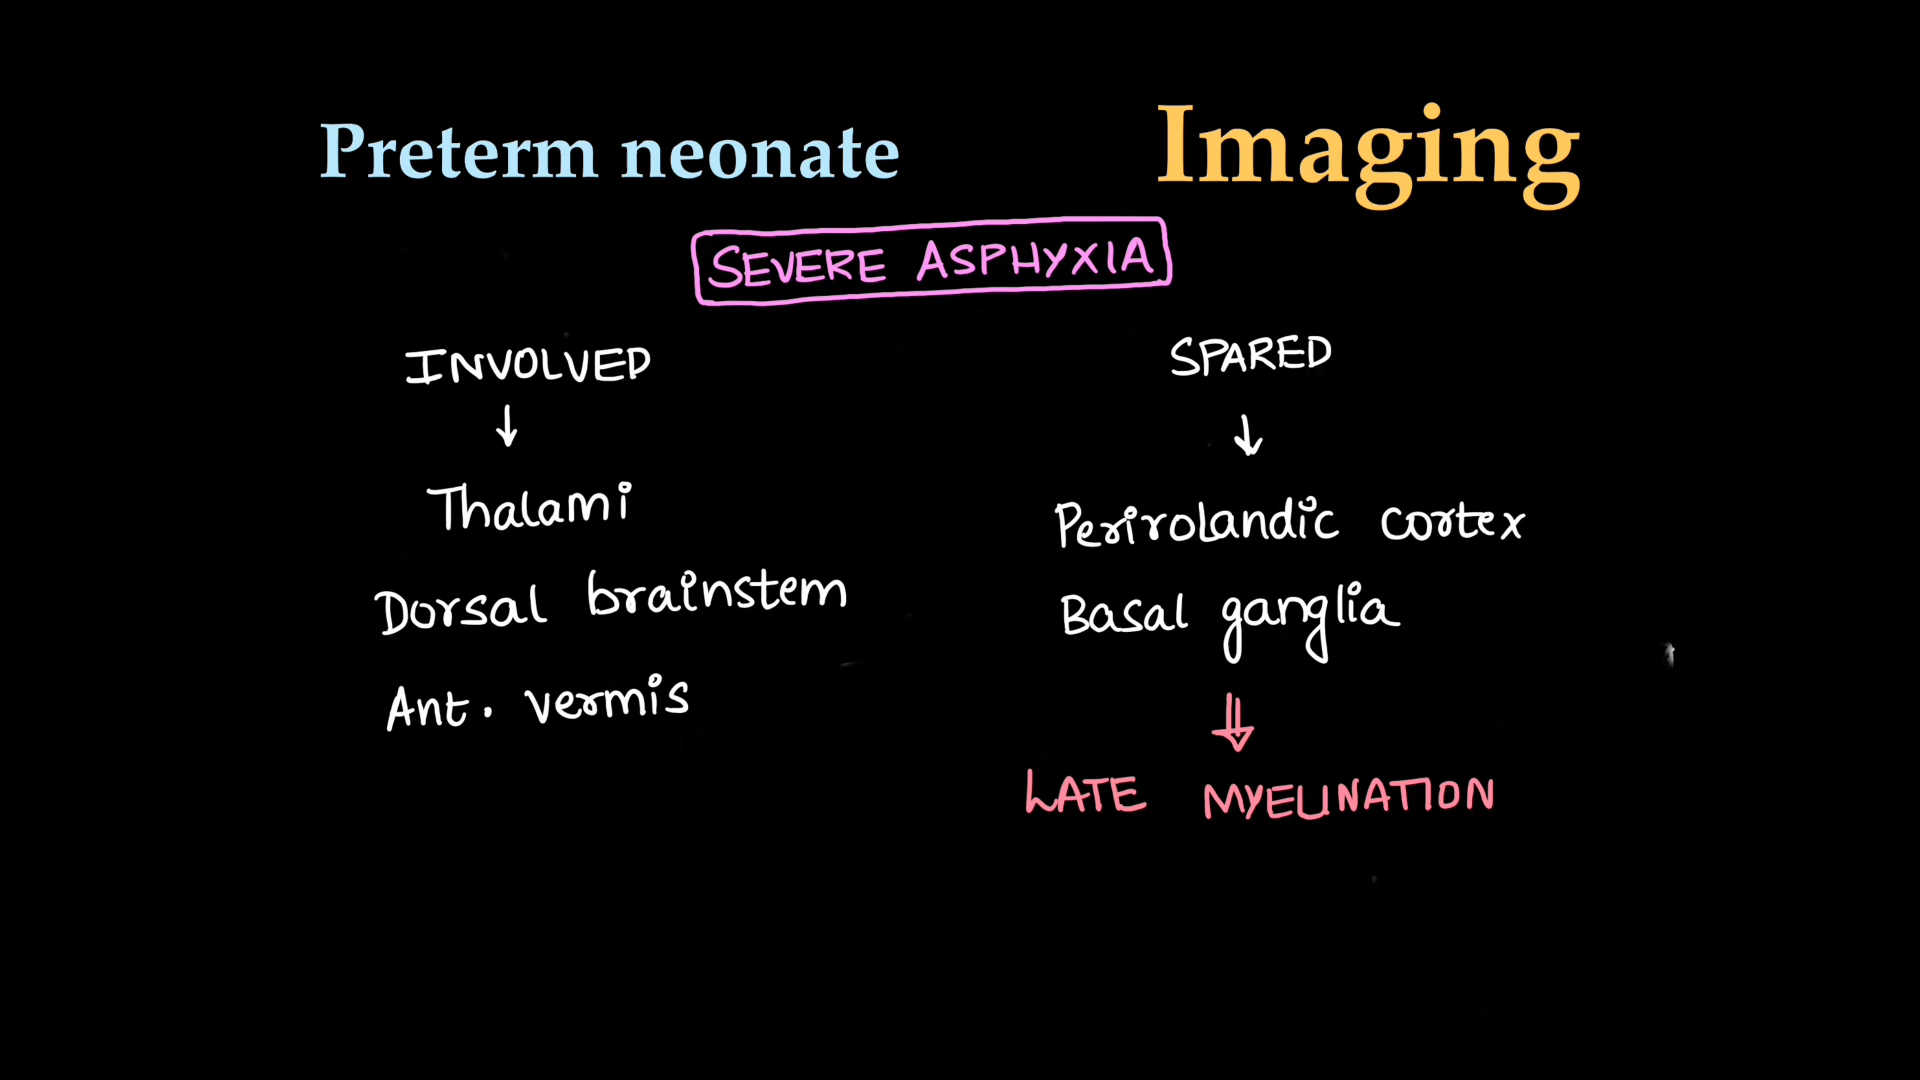 Preterm neonate
Imaging
SEVERE ASPHYXIA
INVOLVED
SPARED
Thalami
Perirolandic cortex
Dorsal brainstem
Basal ganglia
Ant. vermis
LATE MYELINATION